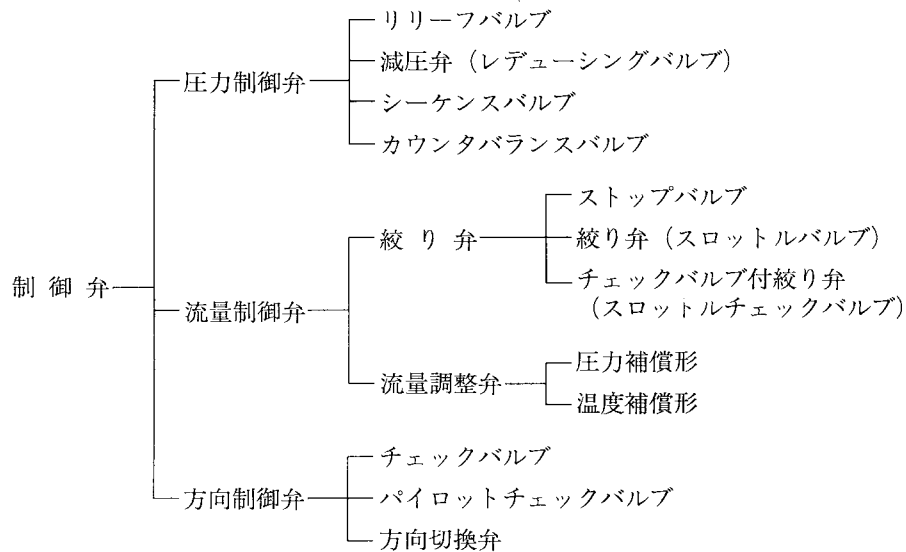 リリーフバルブ
圧力制御弁
減圧弁（レデューシングバルブ）
シーケンスバルブ
カウンタバランスバルブ
ストップバルブ
絞り弁
絞り弁（スロットルバルブ）
チェックバルブ付絞り弁
（スロットルチェックバルブ）
制御弁
流量制御弁
圧力補償形
流量調整弁
温度補償形
チェックバルブ
方向制御弁
パイロットチェックバルブ
方向切換弁